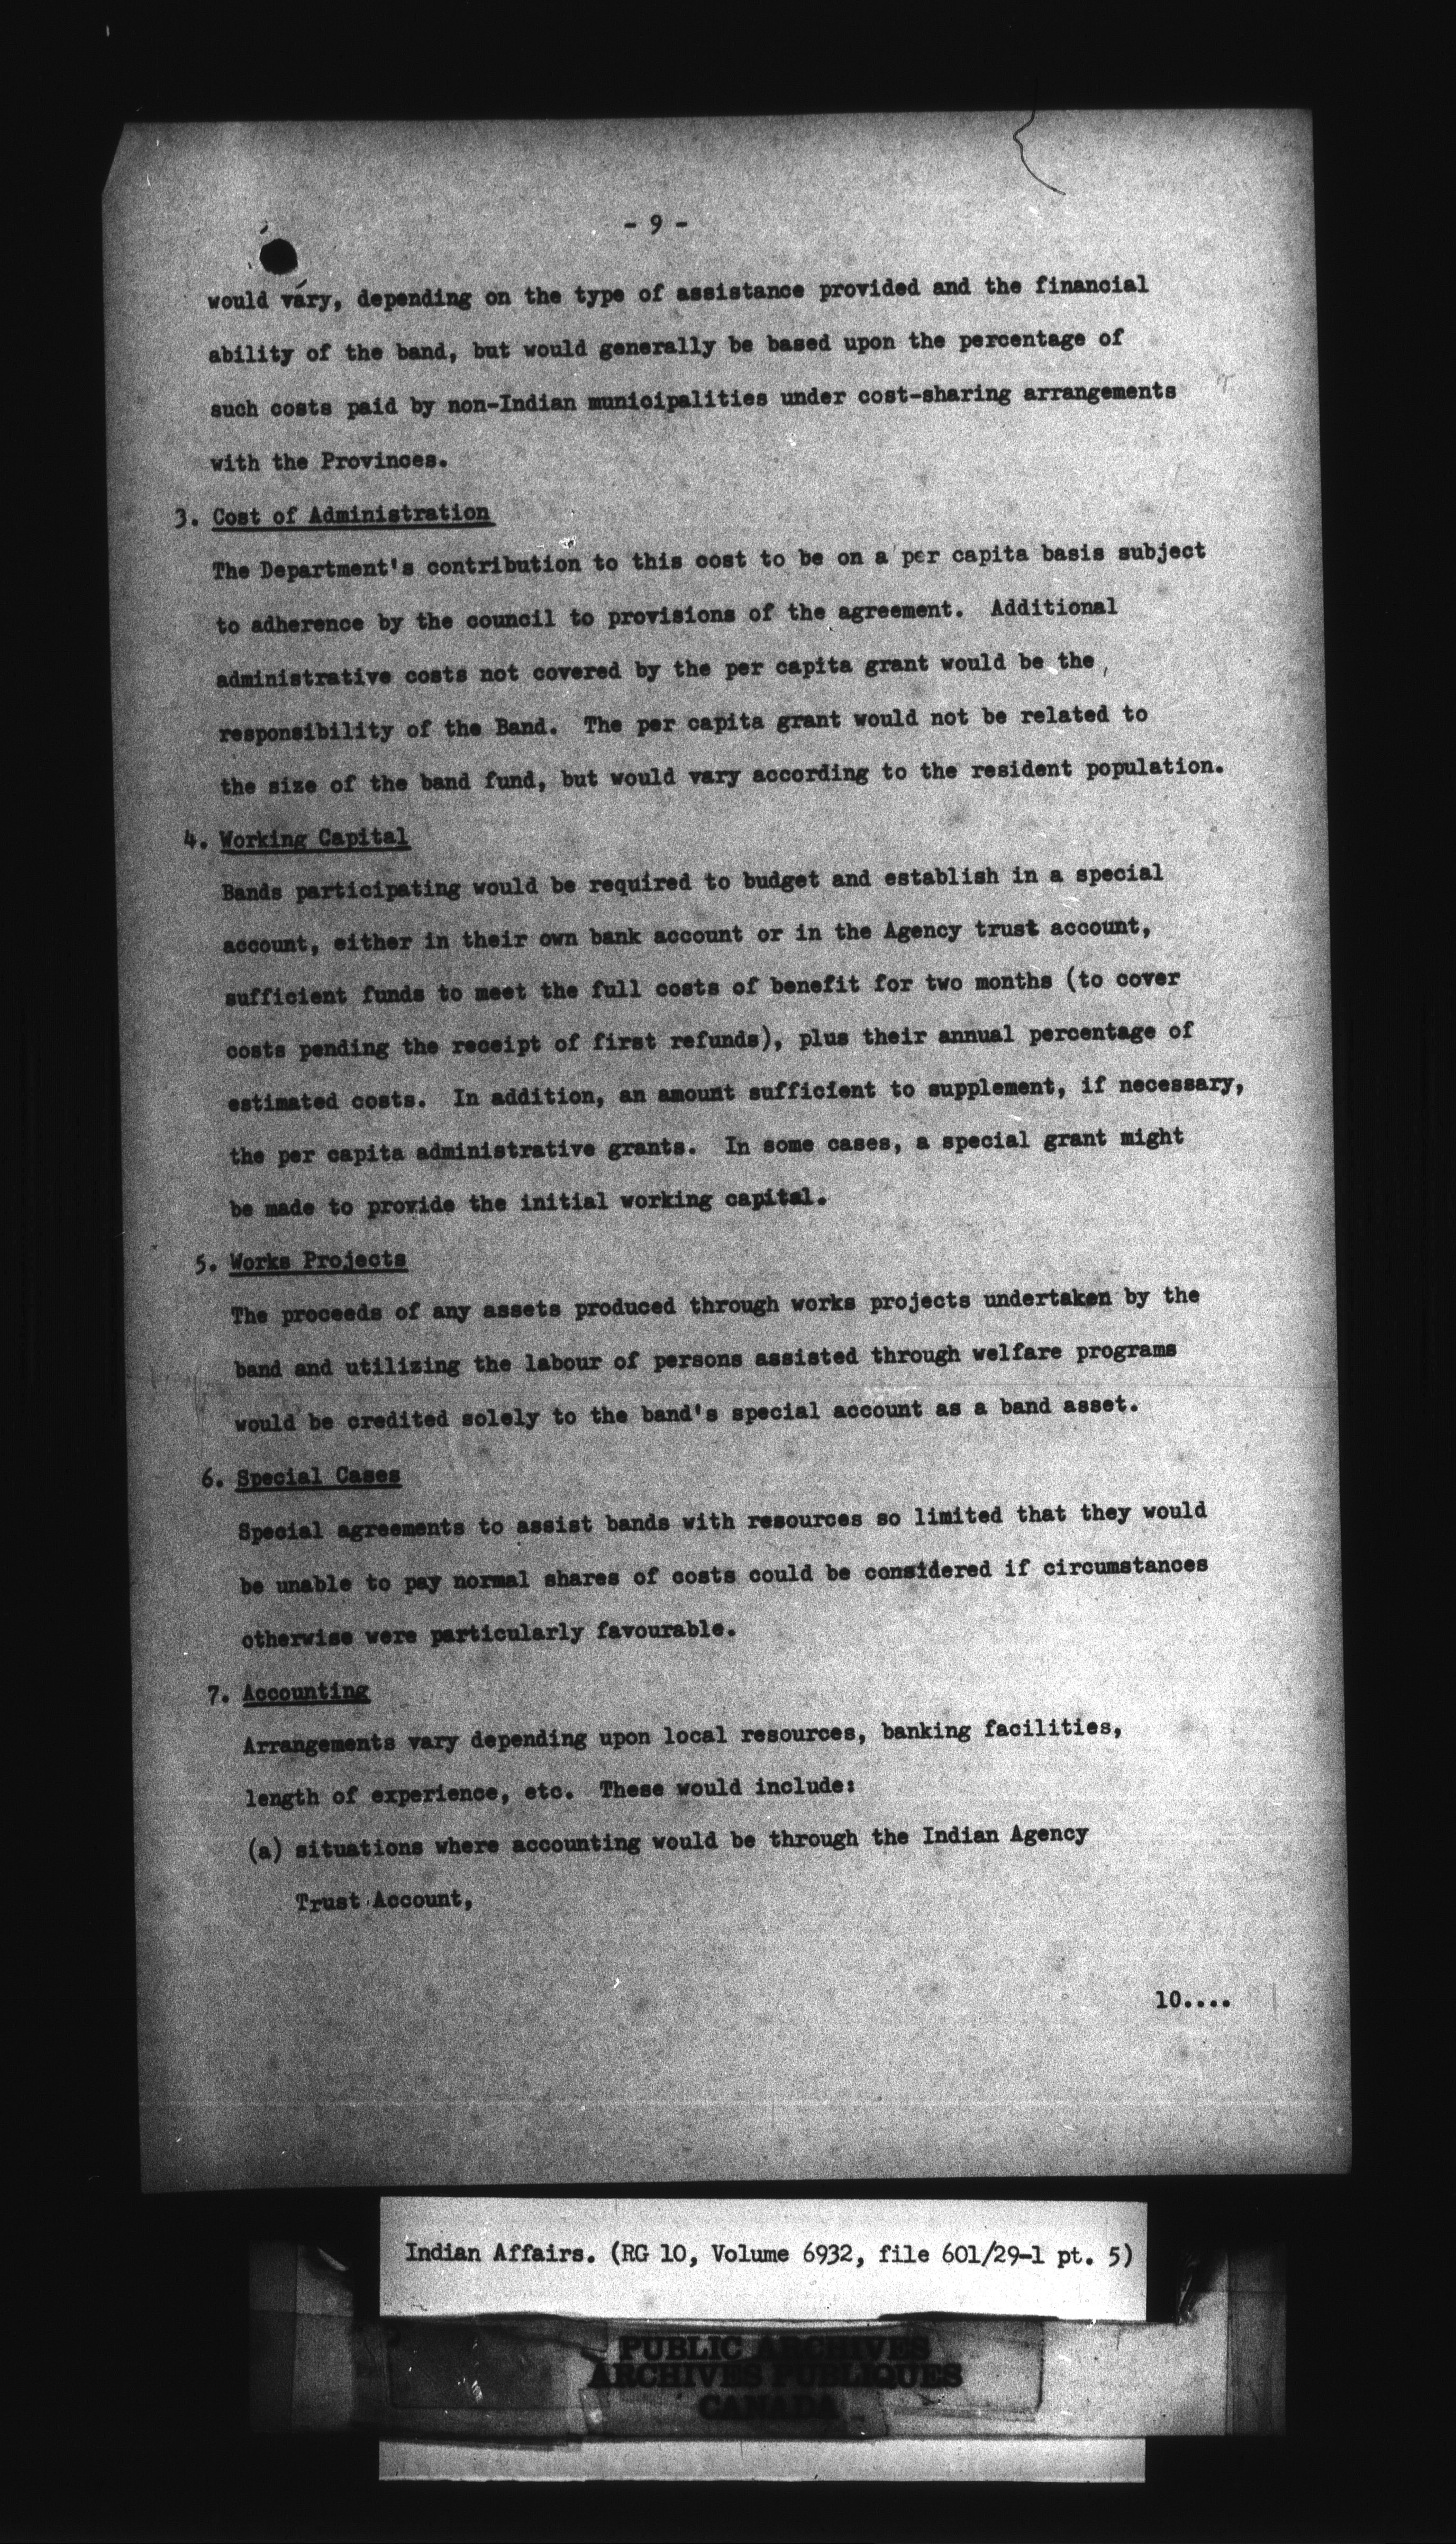 - 9 -
would vary, depending on the type of assistance provided and the financial
ability of the band, but would generally be based upon the percentage of
such costs paid by non-Indian municipalities under cost-sharing arrangements
with the Provinces.
3. Cost of Administration
The Department's contribution to this cost to be on a per capita basis subject
to adherence by the council to provisions of the agreement. Additional
administrative costs not covered by the per capita grant would be the
responsibility of the Band. The per capita grant would not be related to
the size of the band fund, but would vary according to the resident population.
4. Working Capital
Bands participating would be required to budget and establish in a special
account, either in their own bank account or in the Agency trust account,
sufficient funds to meet the full costs of benefit for two months (to cover
costs pending the receipt of first refunds), plus their annual percentage of
estimated costs. In addition, an amount sufficient to supplement, if necessary,
the per capita administrative grants. In some cases, a special grant might
be made to provide the initial working capital.
5. Works Projects
The proceeds of any assets produced through works projects undertaken by the
band and utilizing the labour of persons assisted through welfare programs
would be credited solely to the band's special account as a band asset.
6. Special Cases
Special agreements to assist bands with resources so limited that they would
be unable to pay normal shares of costs could be considered if circumstances
otherwise were particularly favourable.
7. Accounting
Arrangements vary depending upon local resources, banking facilities,
length of experience, etc. These would include:
(a) situations where accounting would be through the Indian Agency
Trust Account,
10....
Indian Affairs. (RG 10, Volume 6932, file 601/29-1 pt. 5)
PUBLIC ARCHIVES
ARCHIVES PUBLIQUES
CANADA